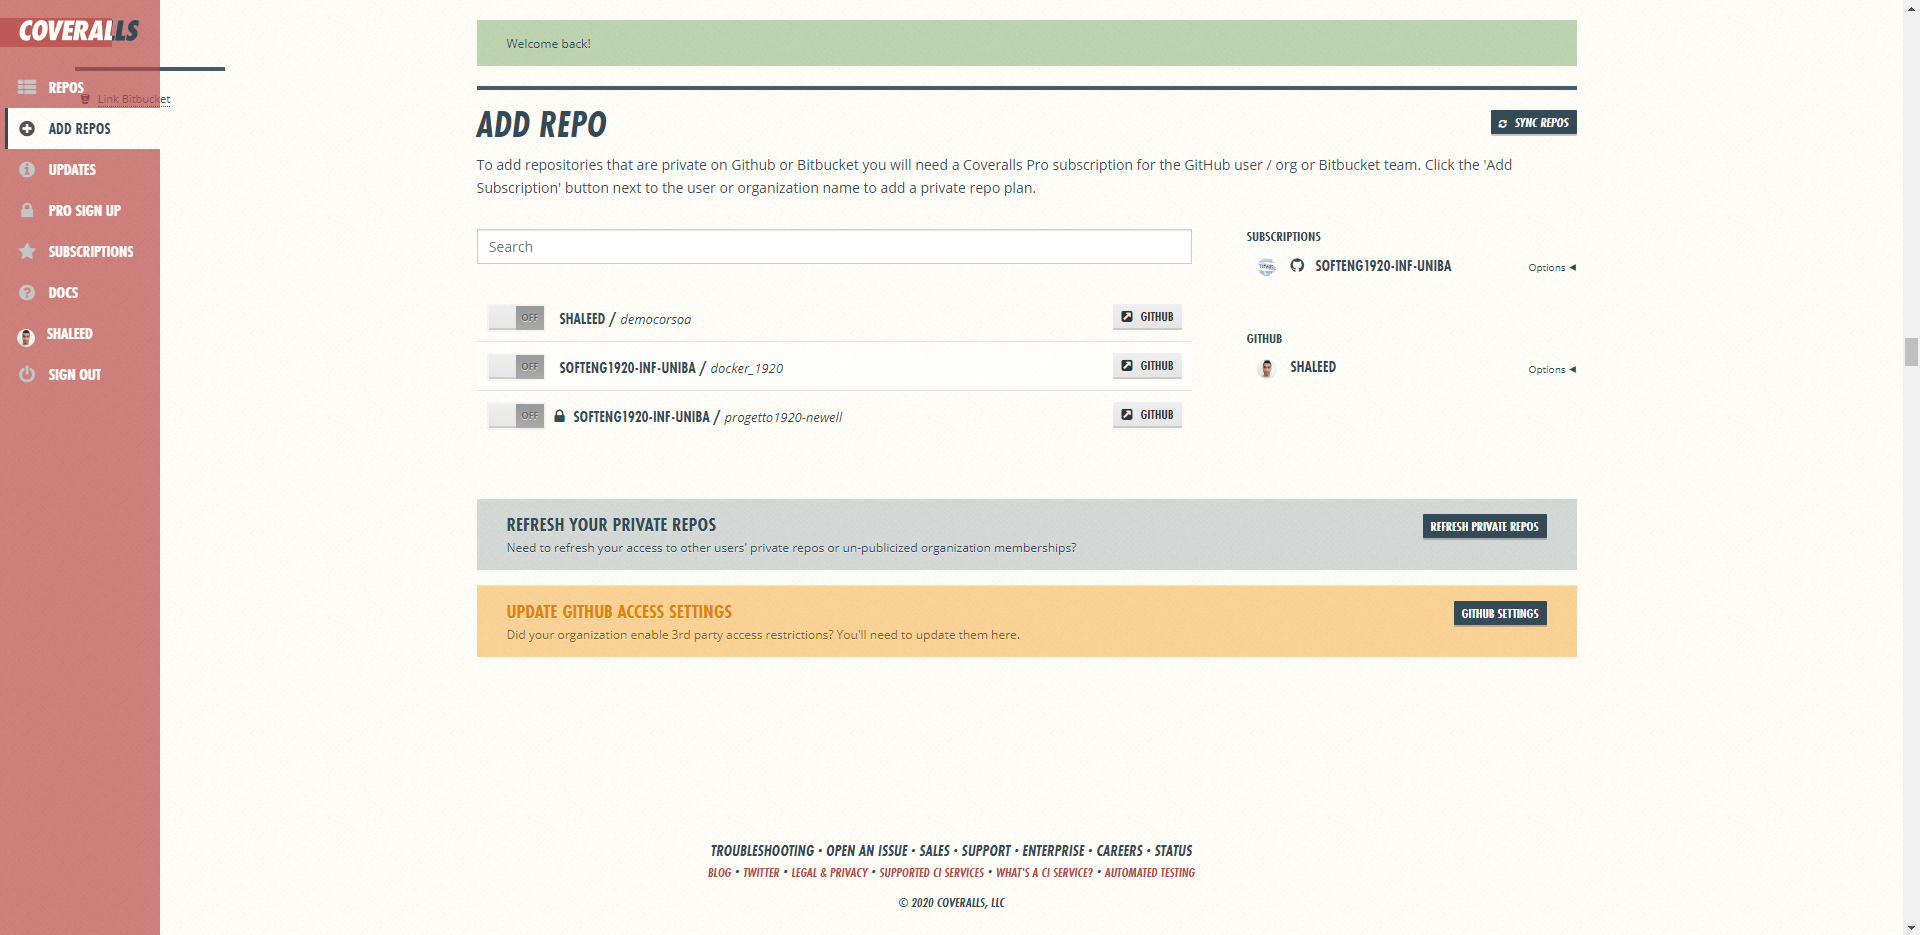 COVERALLS
REPOS
Link Bitbucket
ADD REPOS
UPDATES
PRO SIGN UP
SUBSCRIPTIONS
DOCS
SHALEED
SIGN OUT
Welcome back!
ADD REPO
SYNC REPOS
To add repositories that are private on Github or Bitbucket you will need a Coveralls Pro subscription for the GitHub user / org or Bitbucket team. Click the 'Add
Subscription' button next to the user or organization name to add a private repo plan.
Search
OFF SHALEED / democorsoa GITHUB
OFF SOFTENG1920-INF-UNIBA / docker_1920 GITHUB
OFF SOFTENG1920-INF-UNIBA / progetto1920-newell GITHUB
SUBSCRIPTIONS
SOFTENG1920-INF-UNIBA Options ◀
GITHUB
SHALEED Options ◀
REFRESH YOUR PRIVATE REPOS
Need to refresh your access to other users' private repos or un-publicized organization memberships?
REFRESH PRIVATE REPOS
UPDATE GITHUB ACCESS SETTINGS
Did your organization enable 3rd party access restrictions? You'll need to update them here.
GITHUB SETTINGS
TROUBLESHOOTING • OPEN AN ISSUE • SALES • SUPPORT • ENTERPRISE • CAREERS • STATUS
BLOG • TWITTER • LEGAL & PRIVACY • SUPPORTED CI SERVICES • WHAT'S A CI SERVICE? • AUTOMATED TESTING
© 2020 COVERALLS, LLC